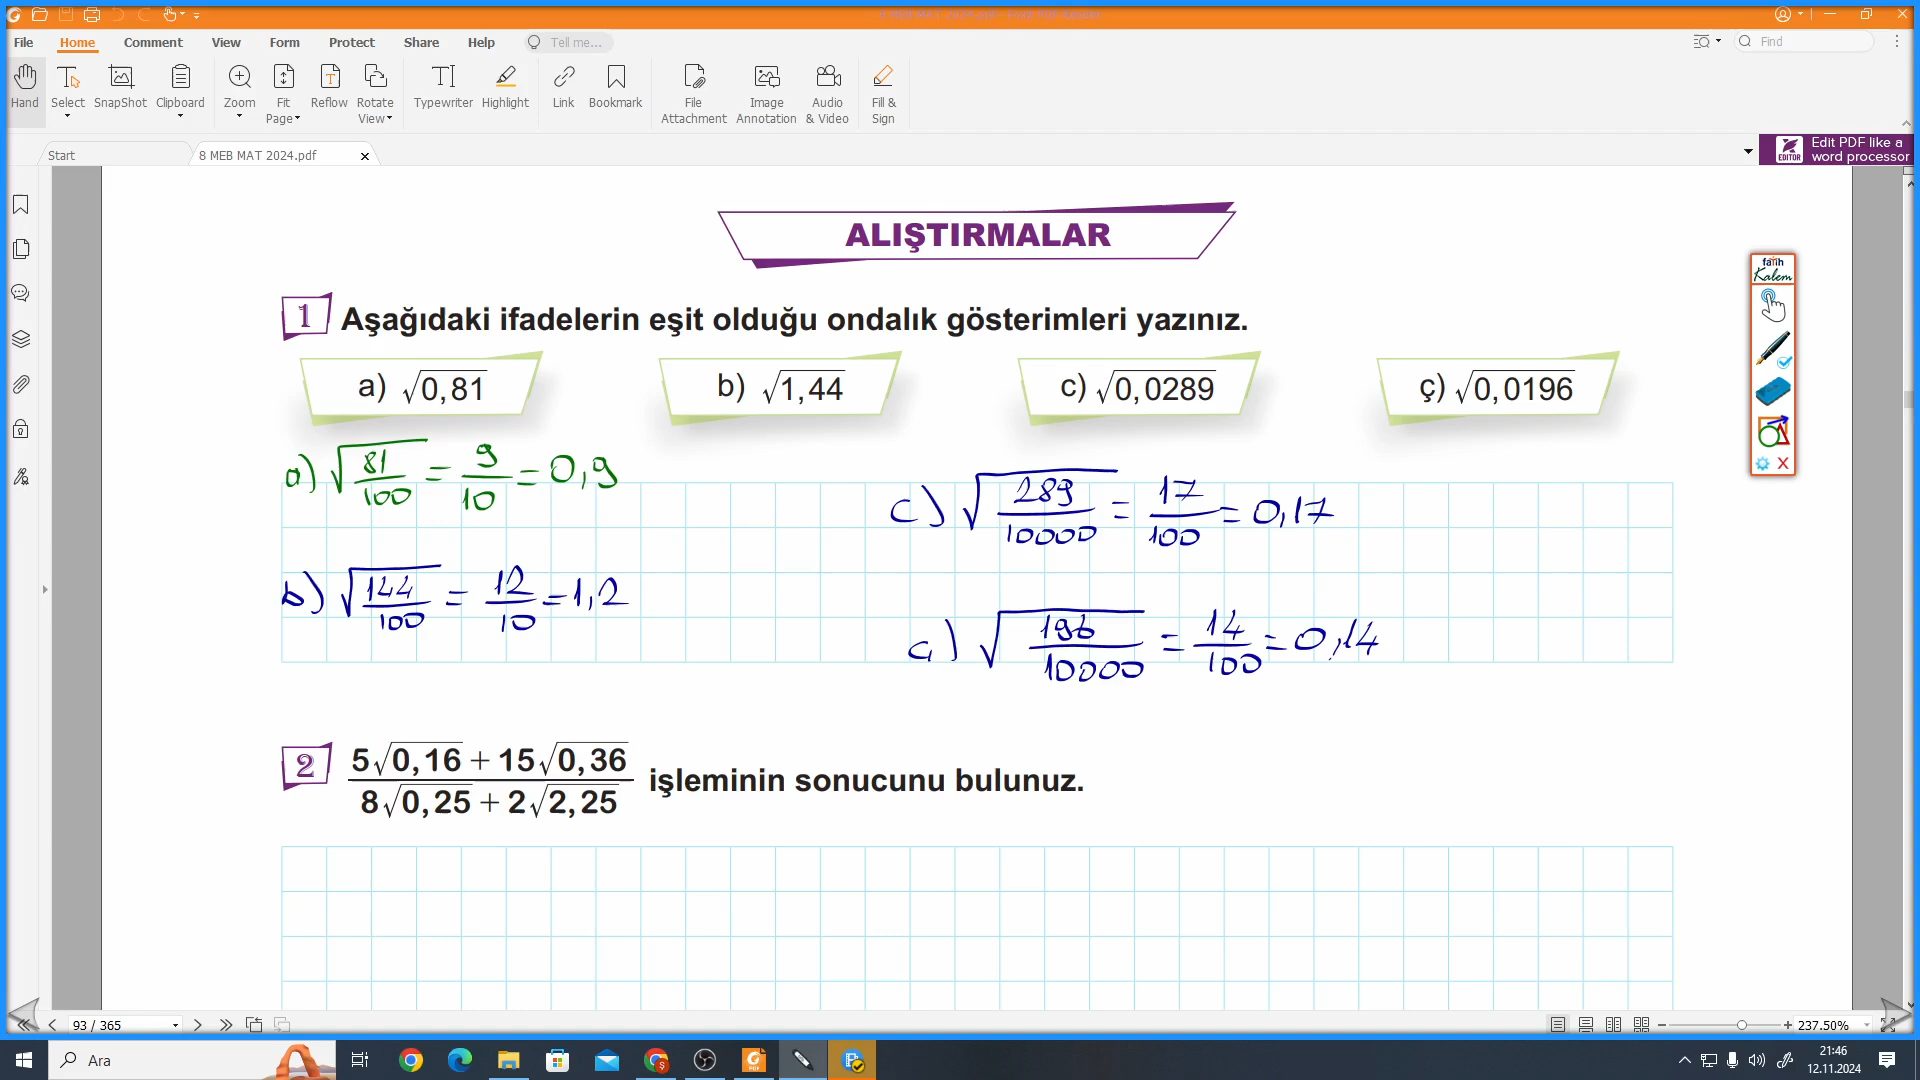 File Home Comment View Form Protect Share Help Tell me... Find
Hand Select SnapShot Clipboard Zoom Fit Page Reflow Rotate View Typewriter Highlight Link Bookmark File Attachment Image Annotation Audio & Video Fill & Sign
Start 8 MEB MAT 2024.pdf
EDITOR Edit PDF like a word processor
ALIŞTIRMALAR
fatih Kalem
1 Aşağıdaki ifadelerin eşit olduğu ondalık gösterimleri yazınız.
a) √0,81 b) √1,44 c) √0,0289 ç) √0,0196
a) √81/100 = 9/10 = 0,9
b) √144/100 = 12/10 = 1,2
c) √289/10000 = 17/100 = 0,17
ç) √196/10000 = 14/100 = 0,14
2 5√0,16 + 15√0,36 / 8√0,25 + 2√2,25 işleminin sonucunu bulunuz.
93 / 365 237.50%
Ara 21:46
12.11.2024